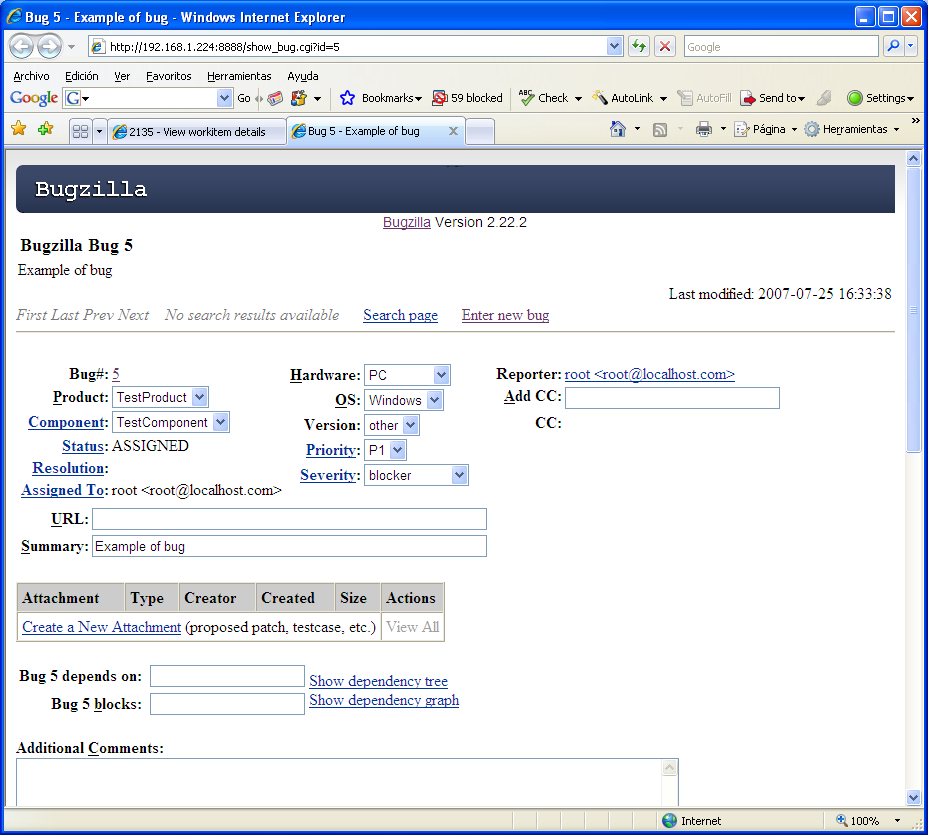 Bug 5 - Example of bug - Windows Internet Explorer
http://192.168.1.224:8888/show_bug.cgi?id=5
Google
Archivo Edición Ver Favoritos Herramientas Ayuda
Google G Go Bookmarks 59 blocked ABC Check AutoLink AutoFill Send to Settings
2135 - View workitem details Bug 5 - Example of bug Página Herramientas »
Bugzilla
Bugzilla Version 2.22.2
Bugzilla Bug 5
Example of bug
Last modified: 2007-07-25 16:33:38
First Last Prev Next No search results available Search page Enter new bug
Bug#: 5 Hardware: PC Reporter: root <root@localhost.com>
Product: TestProduct OS: Windows Add CC:
Component: TestComponent Version: other CC:
Status: ASSIGNED Priority: P1
Resolution: Severity: blocker
Assigned To: root <root@localhost.com>
URL:
Summary: Example of bug
Attachment Type Creator Created Size Actions
Create a New Attachment (proposed patch, testcase, etc.) View All
Bug 5 depends on: Show dependency tree
Bug 5 blocks: Show dependency graph
Additional Comments:
Internet 100%